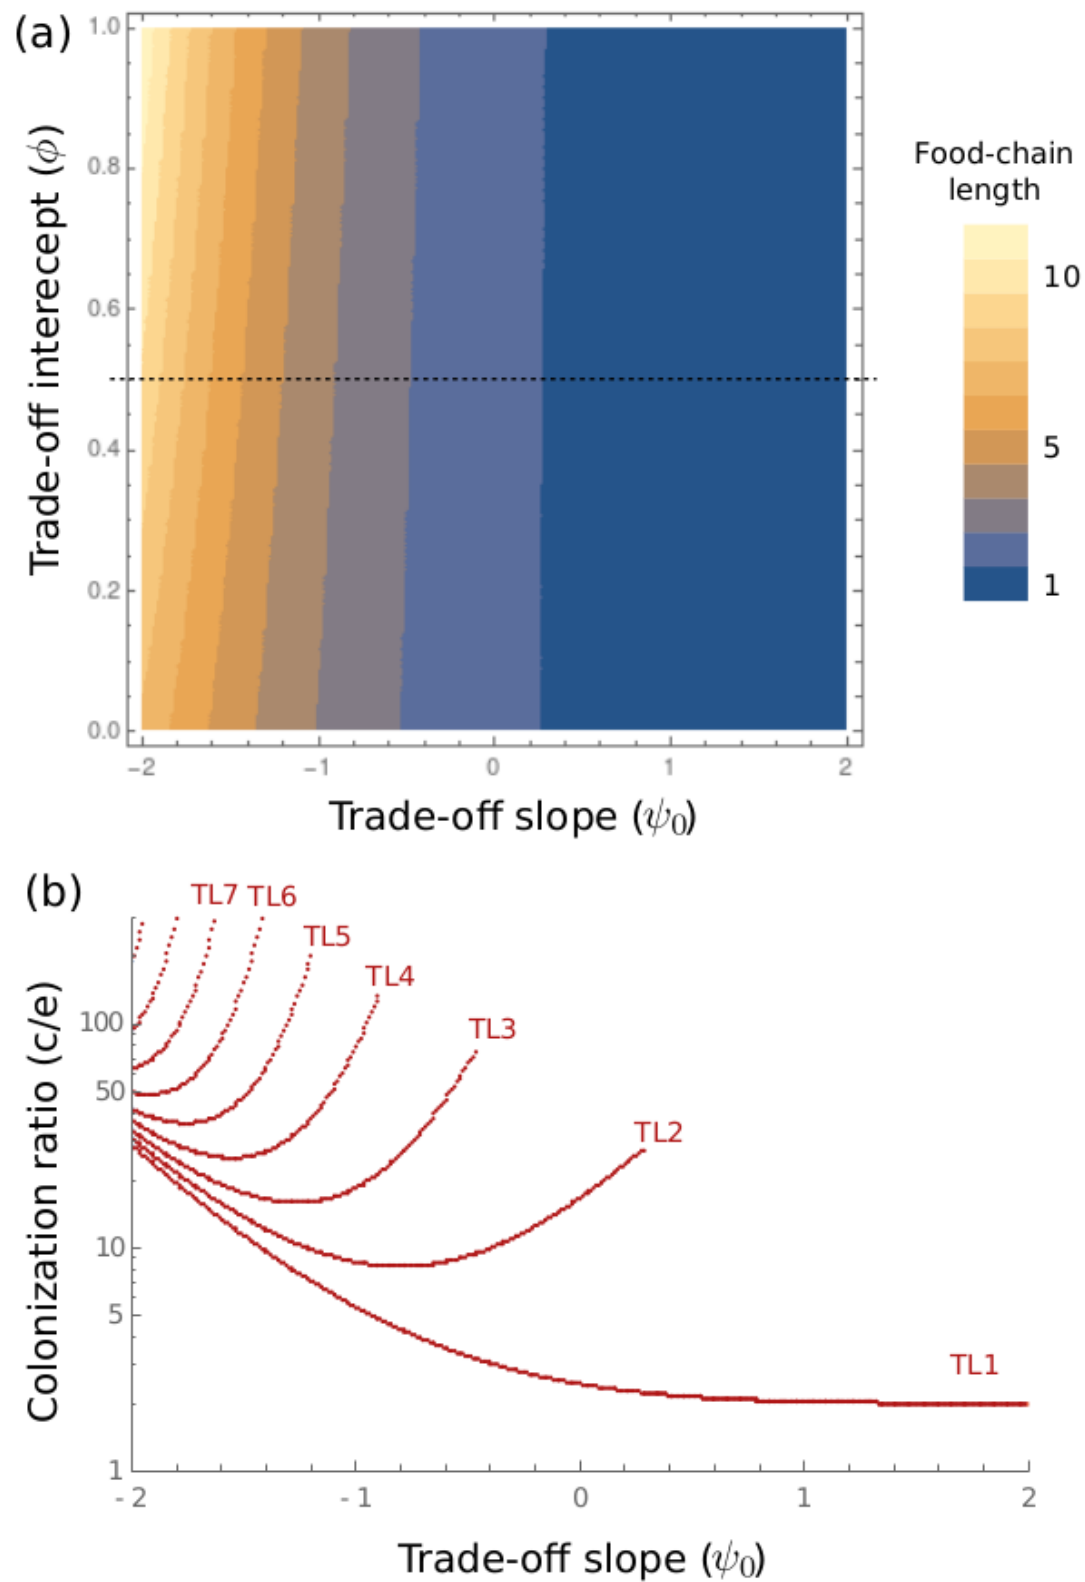 (a)
1.0
0.8
0.6
0.4
0.2
0.0
Trade-off interecept (ϕ)
−2
−1
0
1
2
Trade-off slope (ψ0)
Food-chain
length
10
5
1
(b)
TL7 TL6
TL5
TL4
TL3
TL2
TL1
100
50
10
5
1
Colonization ratio (c/e)
-2
-1
0
1
2
Trade-off slope (ψ0)